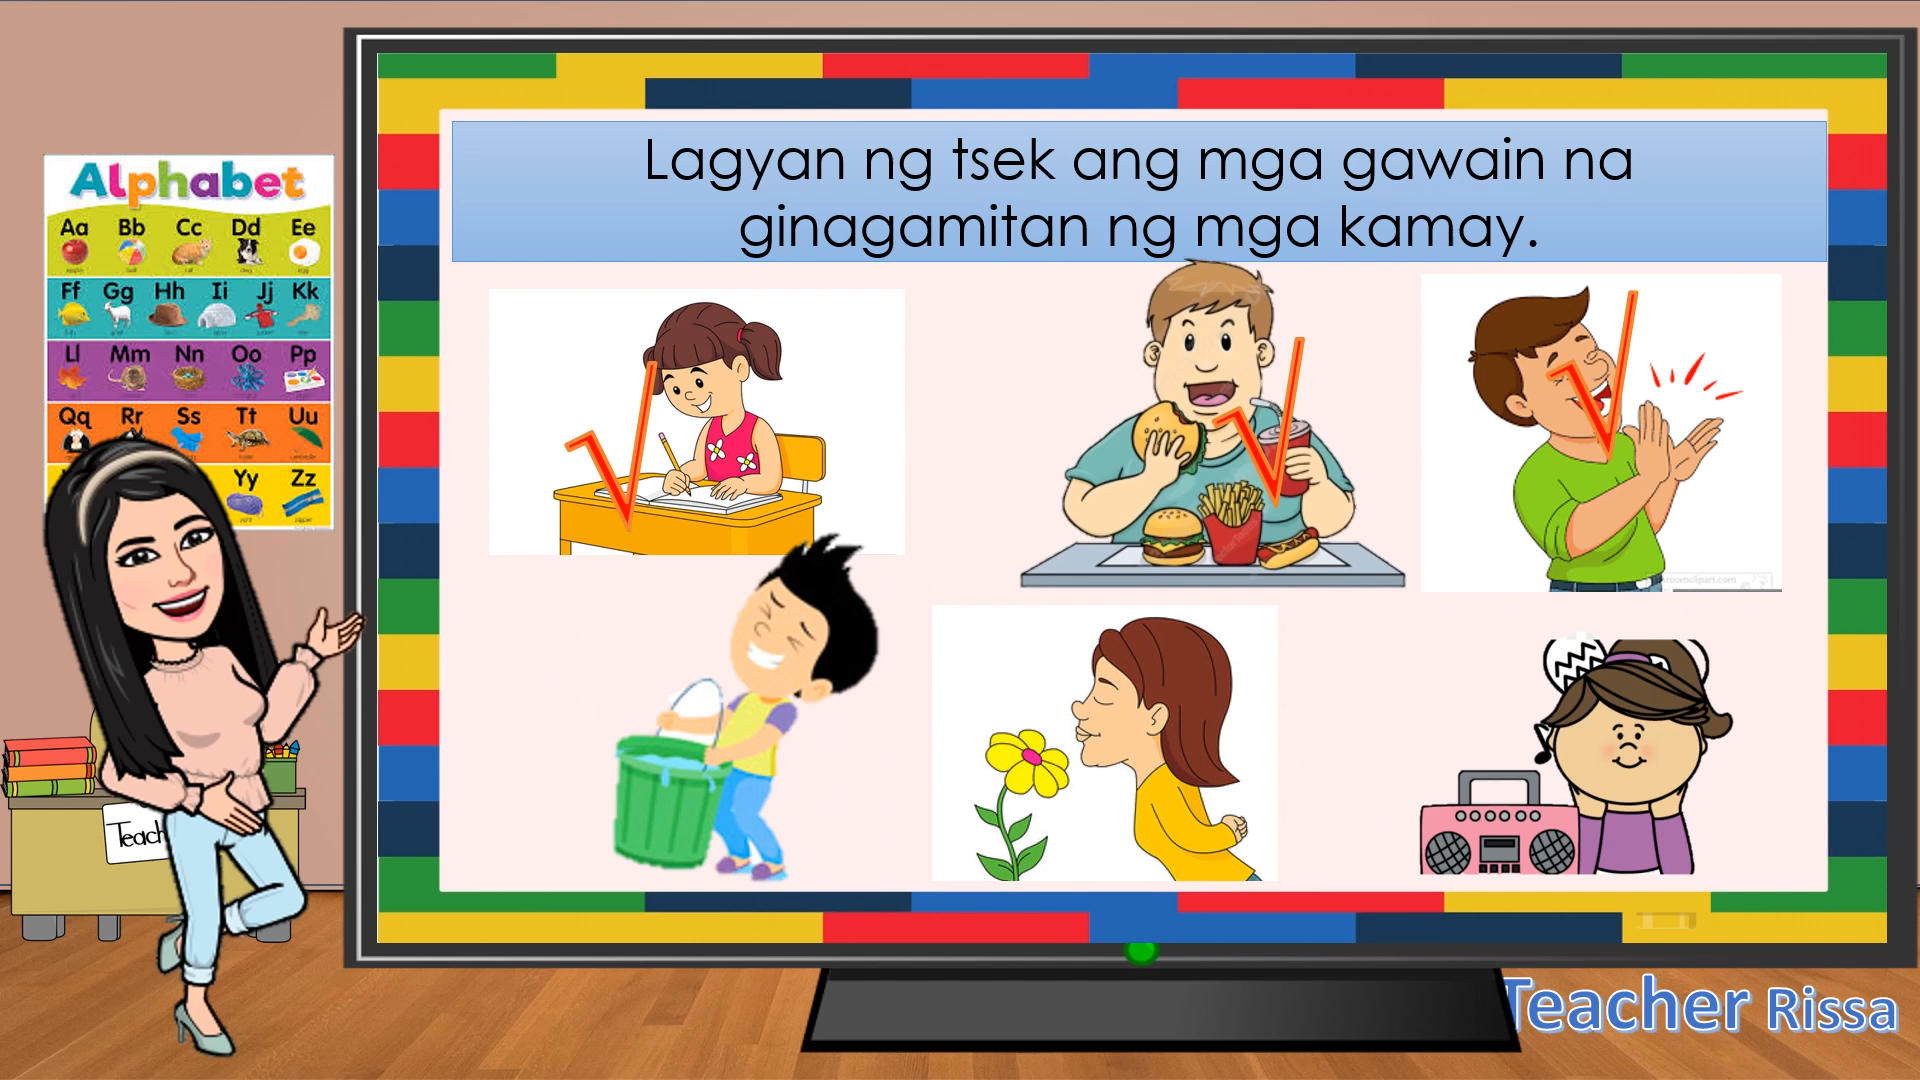 Lagyan ng tsek ang mga gawain na
ginagamitan ng mga kamay.
Alphabet
Aa Bb Cc Dd Ee
Ff Gg Hh Ii Jj Kk
Ll Mm Nn Oo Pp
Qq Rr Ss Tt Uu
Yy Zz
Teach
Teacher Rissa